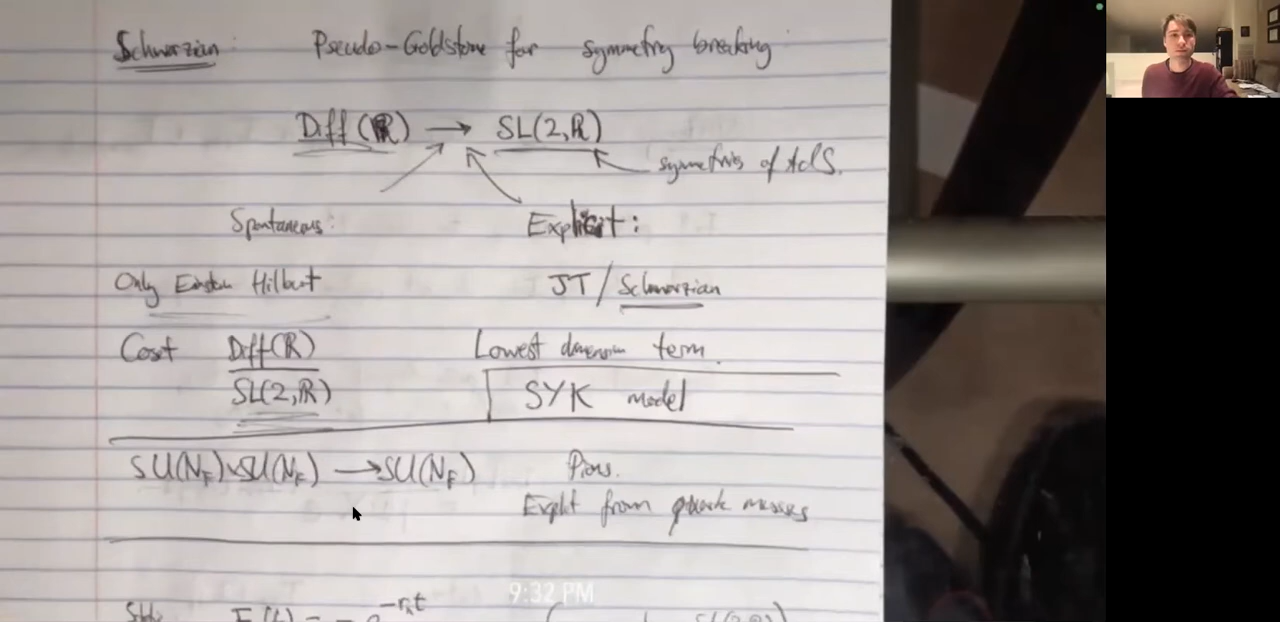 Schwarzian: Pseudo-Goldstone for symmetry breaking
Diff(R) → SL(2,R)
symmetries of AdS.
Spontaneous: Explicit:
Only Einstein Hilbert JT/Schwarzian
Coset Diff(R) Lowest dimension term.
SL(2,R) SYK model
SU(N_F)×SU(N_F) → SU(N_F) Pions.
Explit from quark masses
9:32 PM